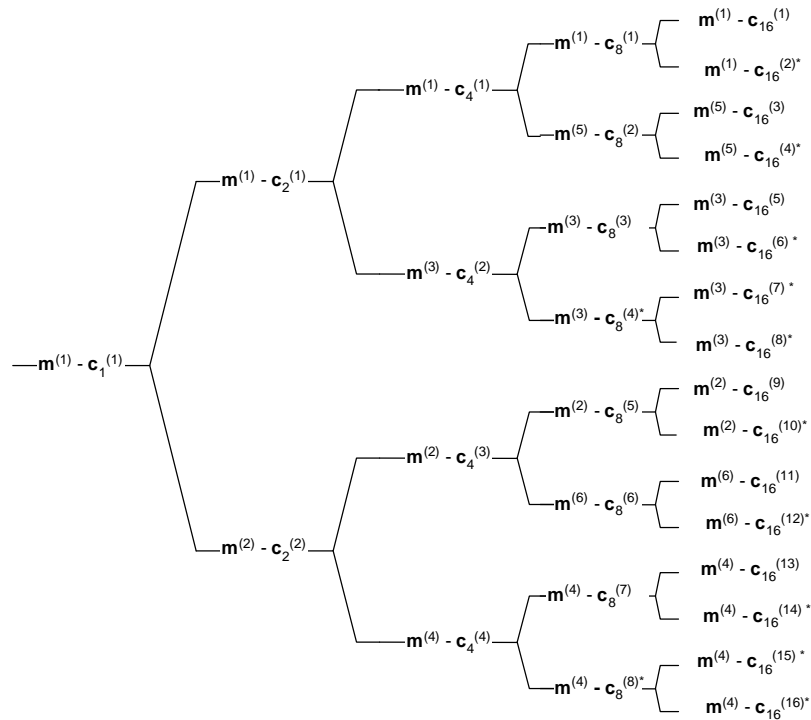 m(1) - c16(1)
m(1) - c8(1)
m(1) - c16(2)*
m(1) - c4(1)
m(5) - c16(3)
m(5) - c8(2)
m(5) - c16(4)*
m(1) - c2(1)
m(3) - c16(5)
m(3) - c8(3)
m(3) - c16(6) *
m(3) - c4(2)
m(3) - c16(7) *
m(3) - c8(4)*
m(3) - c16(8)*
m(1) - c1(1)
m(2) - c16(9)
m(2) - c8(5)
m(2) - c16(10)*
m(2) - c4(3)
m(6) - c16(11)
m(6) - c8(6)
m(6) - c16(12)*
m(2) - c2(2)
m(4) - c16(13)
m(4) - c8(7)
m(4) - c16(14) *
m(4) - c4(4)
m(4) - c16(15) *
m(4) - c8(8)*
m(4) - c16(16)*